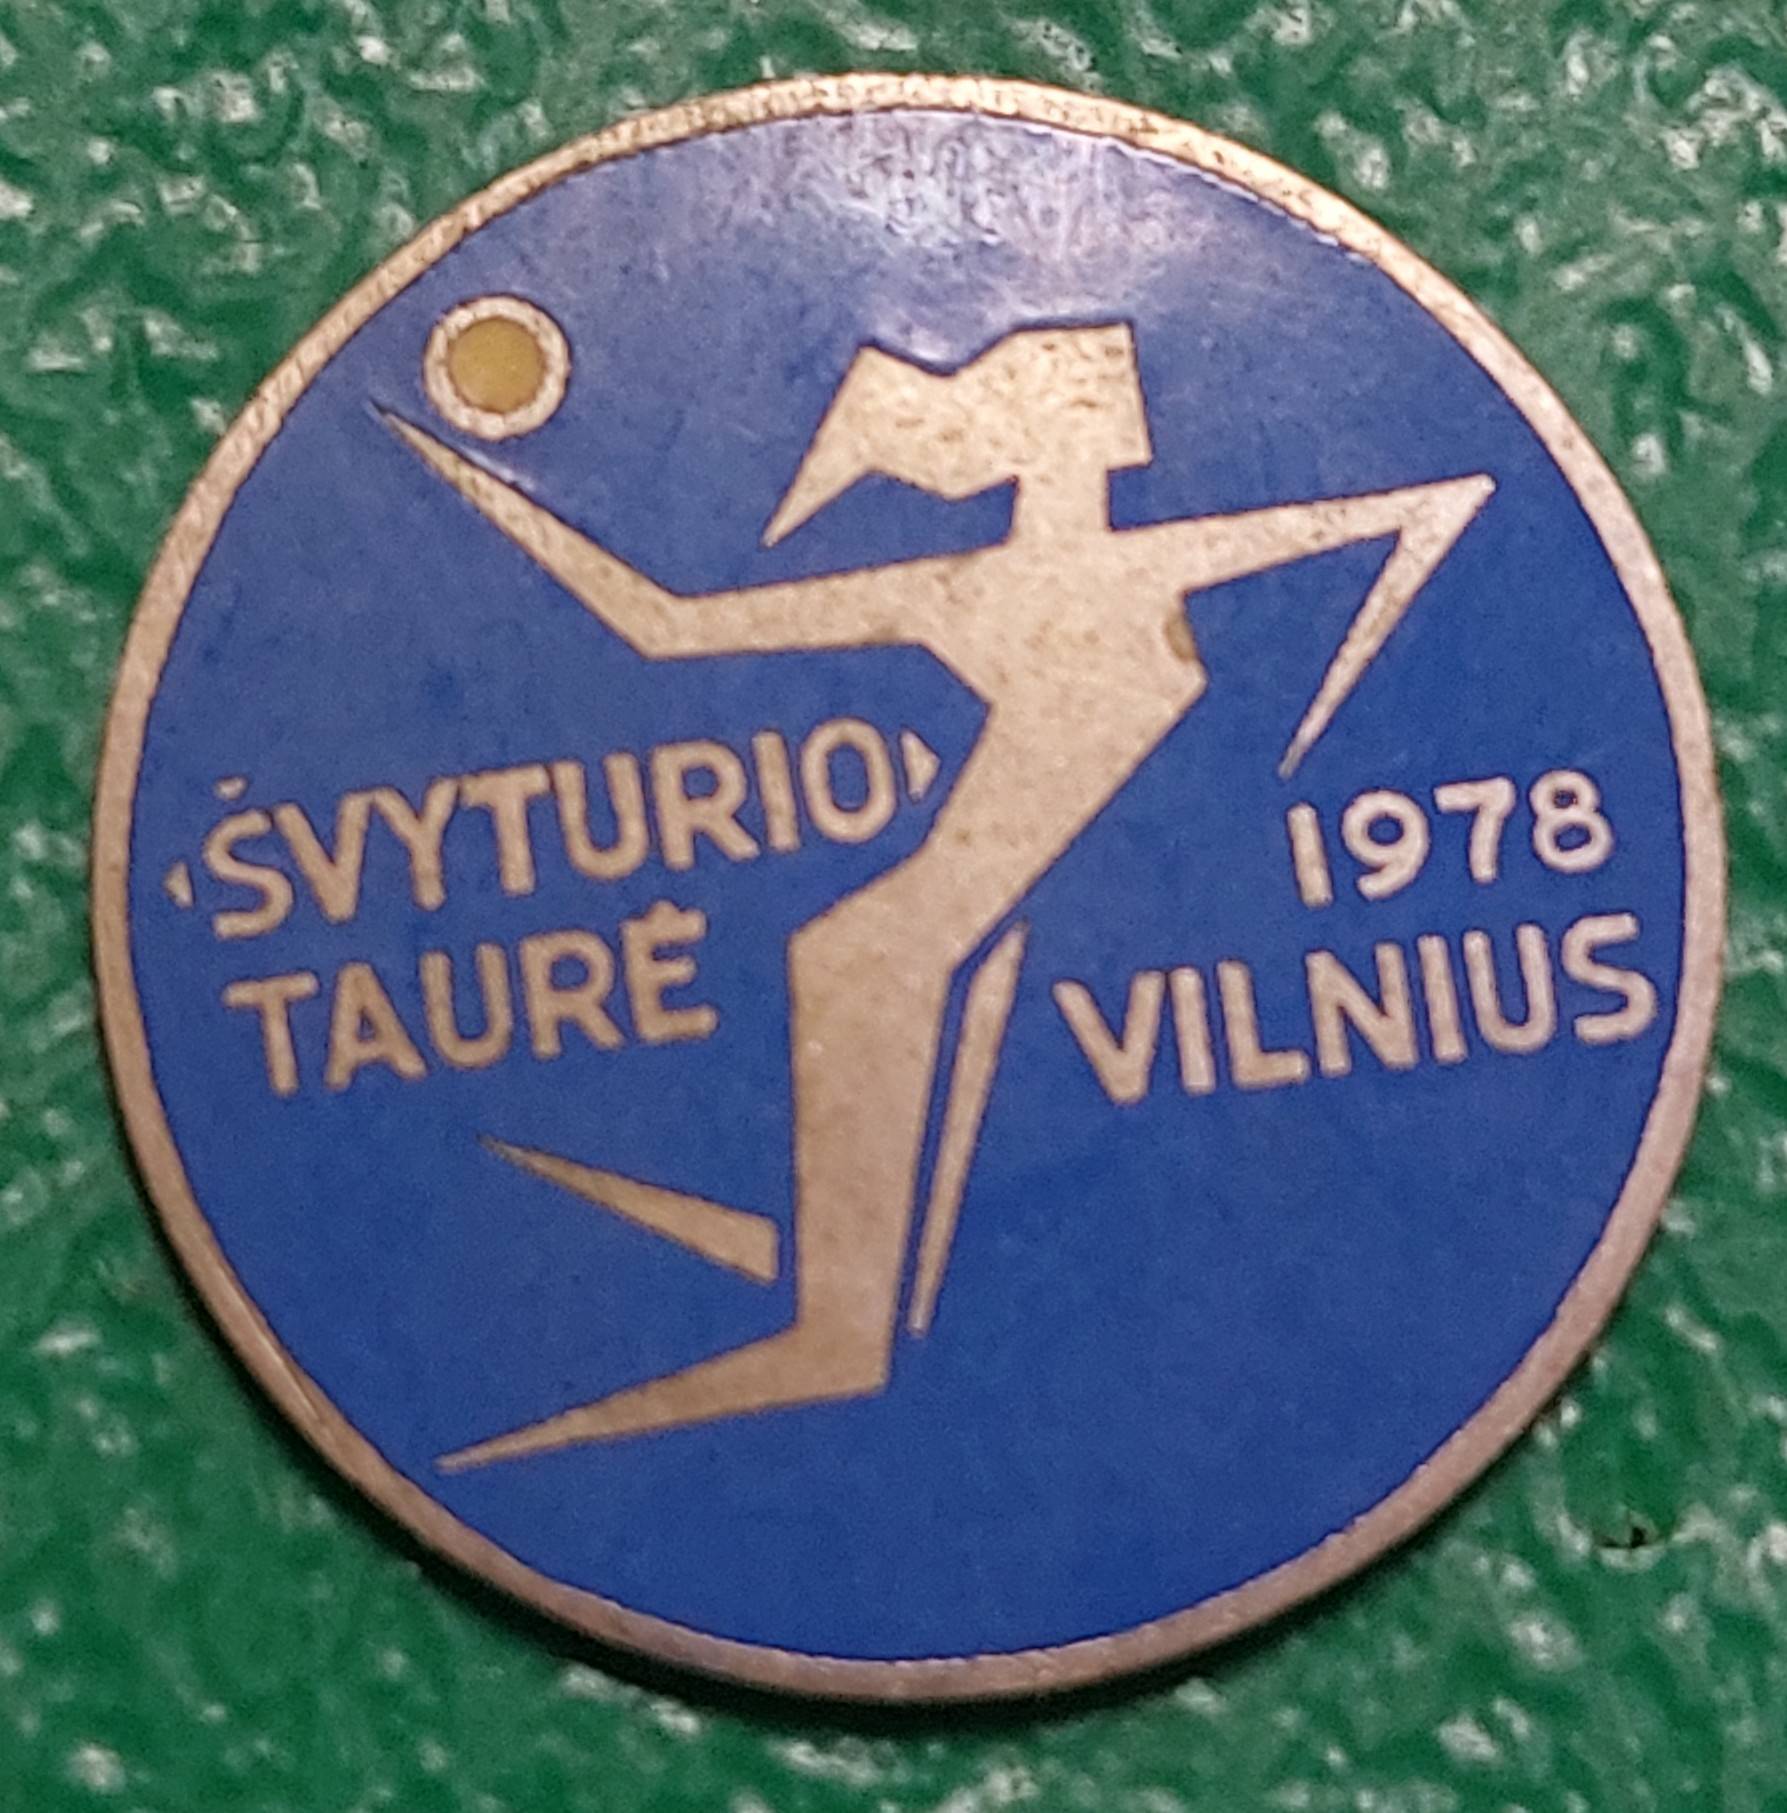 ‹ŠVYTURIO›
TAURĖ
1978
VILNIUS